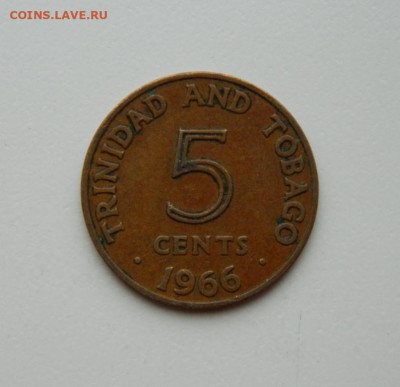 COINS.LAVE.RU
TRINIDAD AND TOBAGO
5
CENTS
· 1966 ·